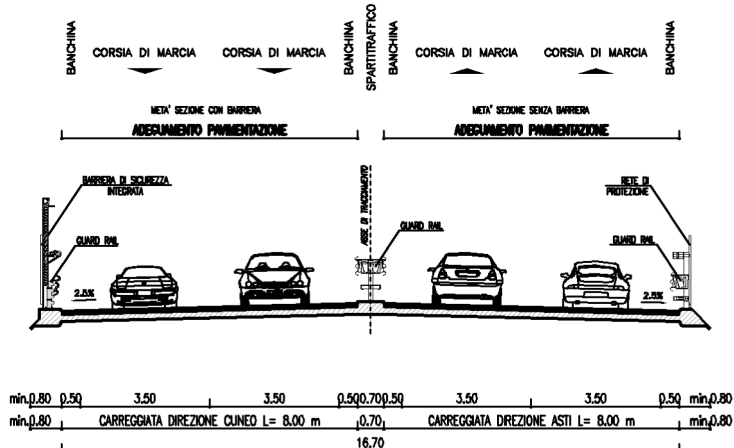 BANCHINA
CORSIA DI MARCIA
CORSIA DI MARCIA
BANCHINA
SPARTITRAFFICO
BANCHINA
CORSIA DI MARCIA
CORSIA DI MARCIA
BANCHINA
META' SEZIONE CON BARRIERA
ADEGUAMENTO PAVIMENTAZIONE
META' SEZIONE SENZA BARRIERA
ADEGUAMENTO PAVIMENTAZIONE
BARRIERA DI SICUREZZA
INTEGRATA
ASSE DI TRACCIAMENTO
RETE DI
PROTEZIONE
GUARD RAIL
GUARD RAIL
GUARD RAIL
2.5%
2.5%
min.0.80 0.50 3.50 3.50 0.50 0.70 0.50 3.50 3.50 0.50 min.0.80
min.0.80 CARREGGIATA DIREZIONE CUNEO L= 8.00 m 0.70 CARREGGIATA DIREZIONE ASTI L= 8.00 m min.0.80
16.70